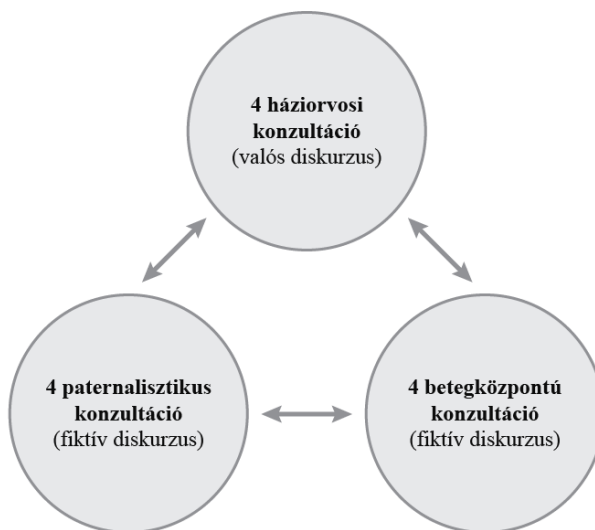 4 háziorvosi
konzultáció
(valós diskurzus)
4 paternalisztikus
konzultáció
(fiktív diskurzus)
4 betegközpontú
konzultáció
(fiktív diskurzus)